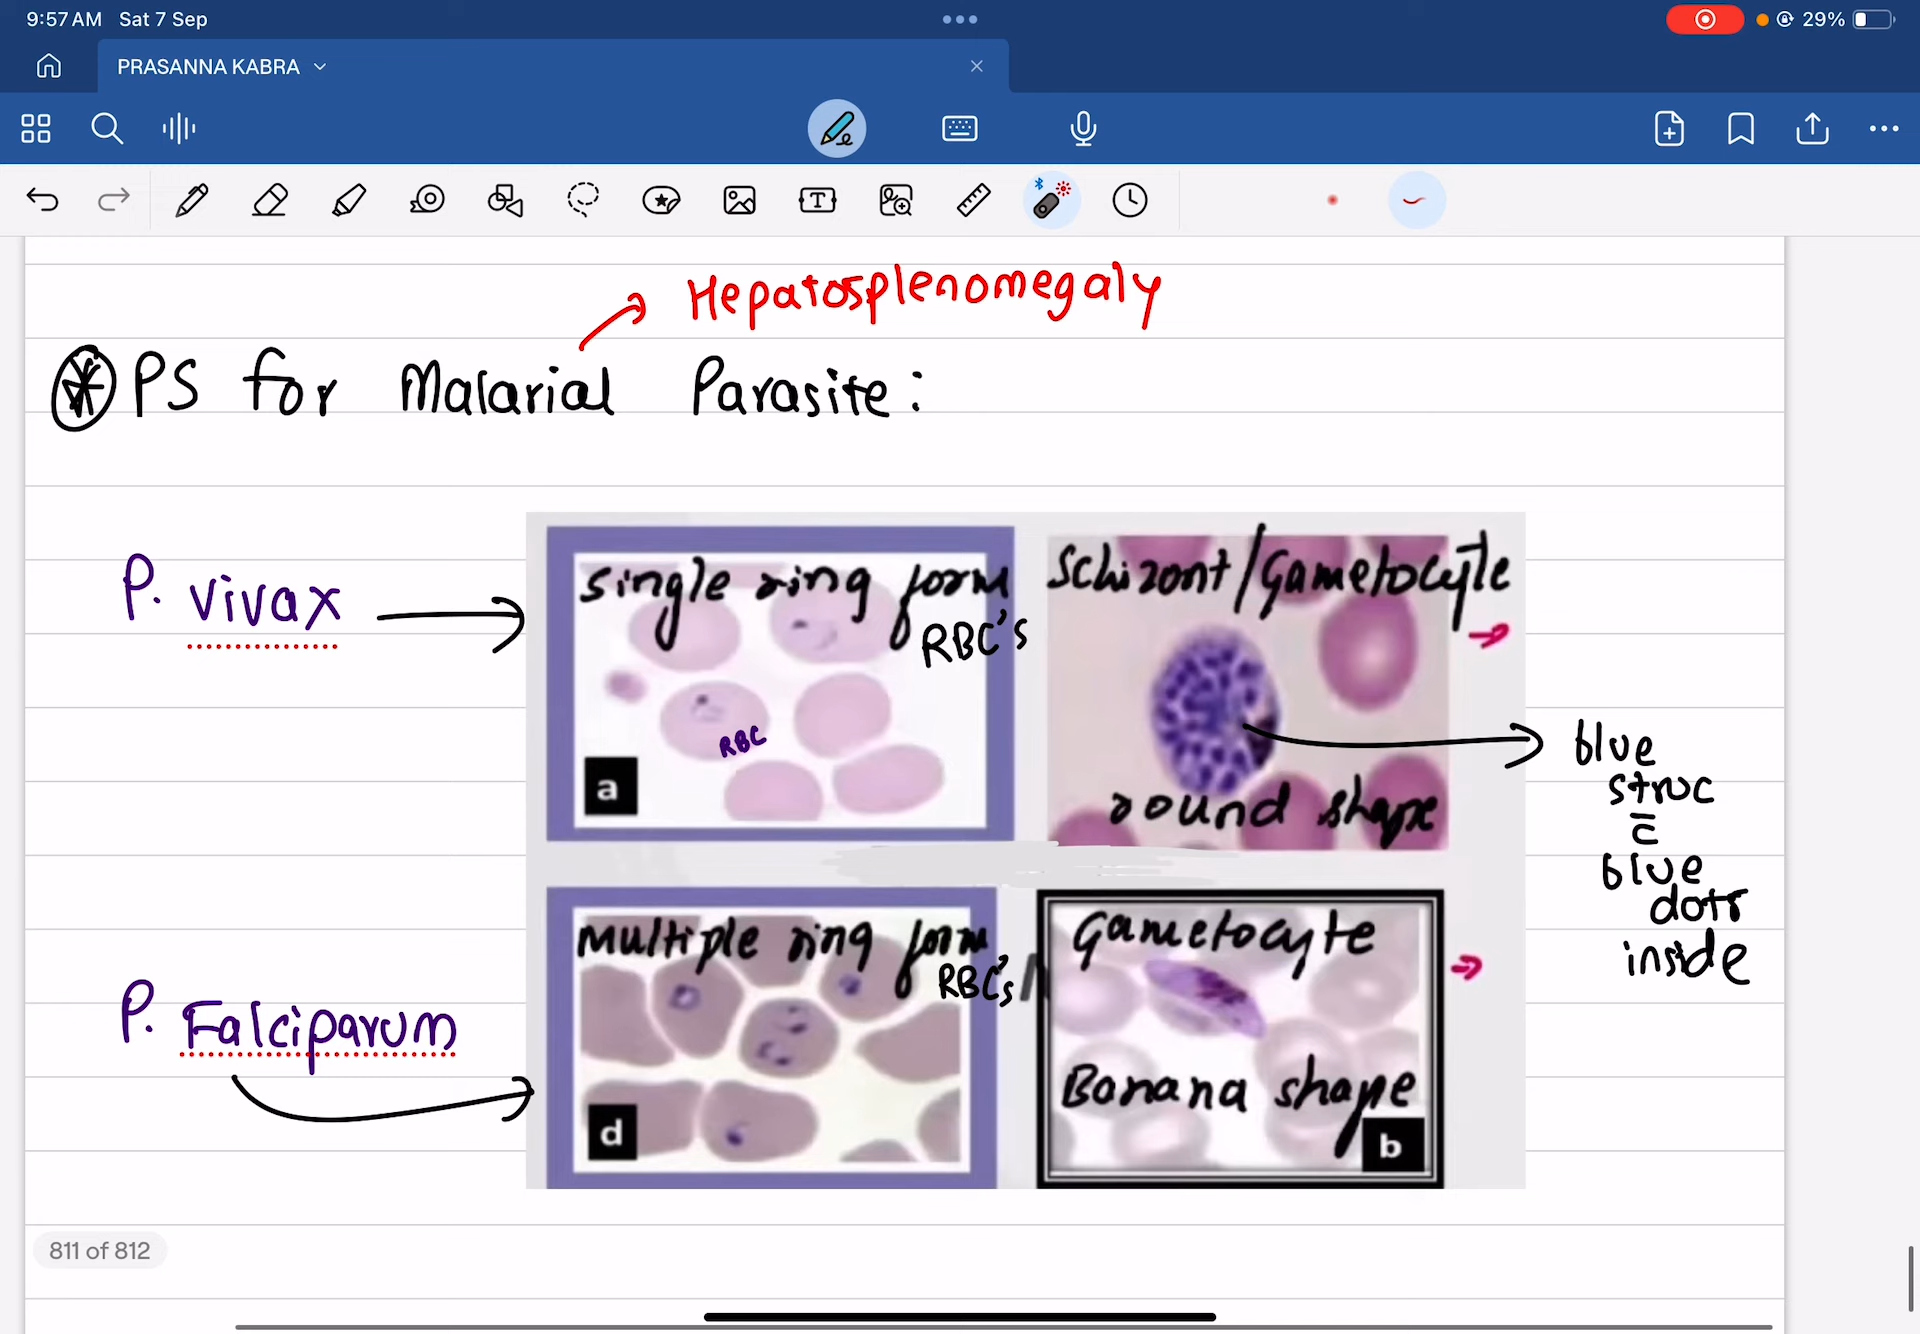 9:57 AM Sat 7 Sep
29%
PRASANNA KABRA
Hepatosplenomegaly
PS for Malarial Parasite:
P. vivax
single ring form
RBC's
RBC
a
Schizont/Gametocyte
round shape
blue
struc
c̄
blue
dots
inside
P. Falciparum
Multiple ring form
RBC's
d
Gametocyte
Banana shape
b
811 of 812